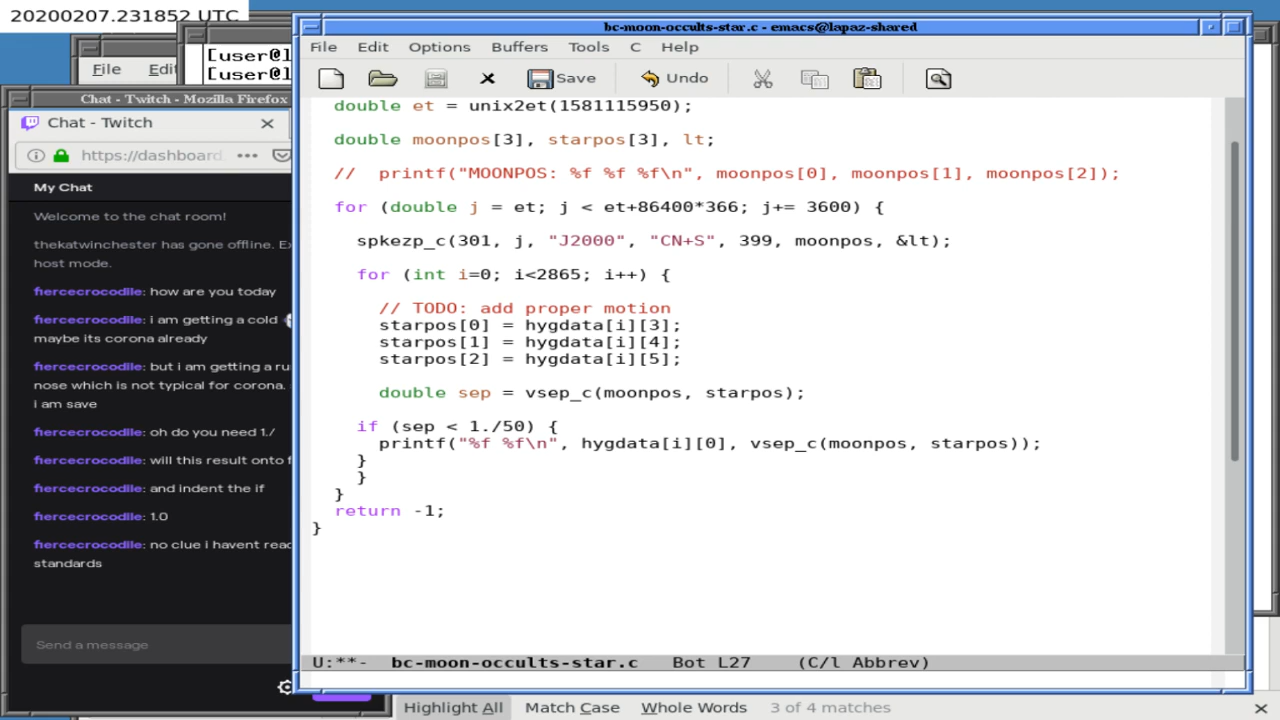 20200207.231852 UTC
bc-moon-occults-star.c - emacs@lapaz-shared
[user@l
[user@l
File Edit
File Edit Options Buffers Tools C Help
Save Undo
Chat - Twitch - Mozilla Firefox
Chat - Twitch
https://dashboard.
My Chat
Welcome to the chat room!
thekatwinchester has gone offline. Ex
host mode.
fiercecrocodile: how are you today
fiercecrocodile: i am getting a cold
maybe its corona already
fiercecrocodile: but i am getting a ru
nose which is not typical for corona.
i am save
fiercecrocodile: oh do you need 1./
fiercecrocodile: will this result onto f
fiercecrocodile: and indent the if
fiercecrocodile: 1.0
fiercecrocodile: no clue i havent read
standards
Send a message
double et = unix2et(1581115950);
double moonpos[3], starpos[3], lt;
//  printf("MOONPOS: %f %f %f\n", moonpos[0], moonpos[1], moonpos[2]);
for (double j = et; j < et+86400*366; j+= 3600) {
spkezp_c(301, j, "J2000", "CN+S", 399, moonpos, &lt);
for (int i=0; i<2865; i++) {
// TODO: add proper motion
starpos[0] = hygdata[i][3];
starpos[1] = hygdata[i][4];
starpos[2] = hygdata[i][5];
double sep = vsep_c(moonpos, starpos);
if (sep < 1./50) {
printf("%f %f\n", hygdata[i][0], vsep_c(moonpos, starpos));
}
}
}
return -1;
}
U:**-  bc-moon-occults-star.c   Bot L27    (C/l Abbrev)
Highlight All Match Case Whole Words 3 of 4 matches